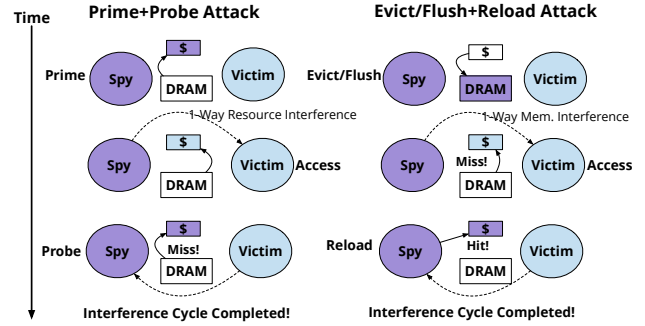 Time
Prime+Probe Attack
Prime
Spy
$
DRAM
Victim
1-Way Resource Interference
Spy
$
DRAM
Victim
Access
Probe
Spy
$
Miss!
DRAM
Victim
Interference Cycle Completed!
Evict/Flush+Reload Attack
Evict/Flush
Spy
$
DRAM
Victim
1-Way Mem. Interference
Spy
$
Miss!
DRAM
Victim
Access
Reload
Spy
$
Hit!
DRAM
Victim
Interference Cycle Completed!